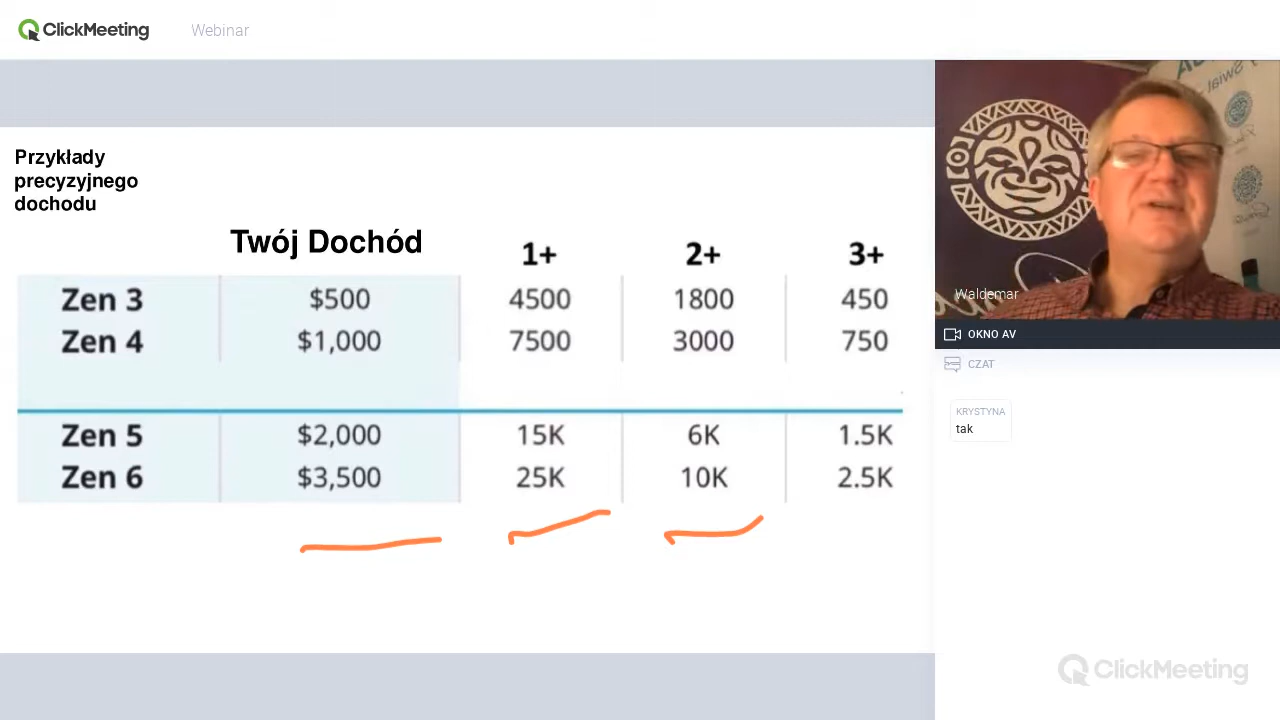 ClickMeeting
Webinar
Przykłady
precyzyjnego
dochodu
Twój Dochód 1+ 2+ 3+
Zen 3 $500 4500 1800 450
Zen 4 $1,000 7500 3000 750
Zen 5 $2,000 15K 6K 1.5K
Zen 6 $3,500 25K 10K 2.5K
Waldemar
OKNO AV
CZAT
KRYSTYNA
tak
ClickMeeting